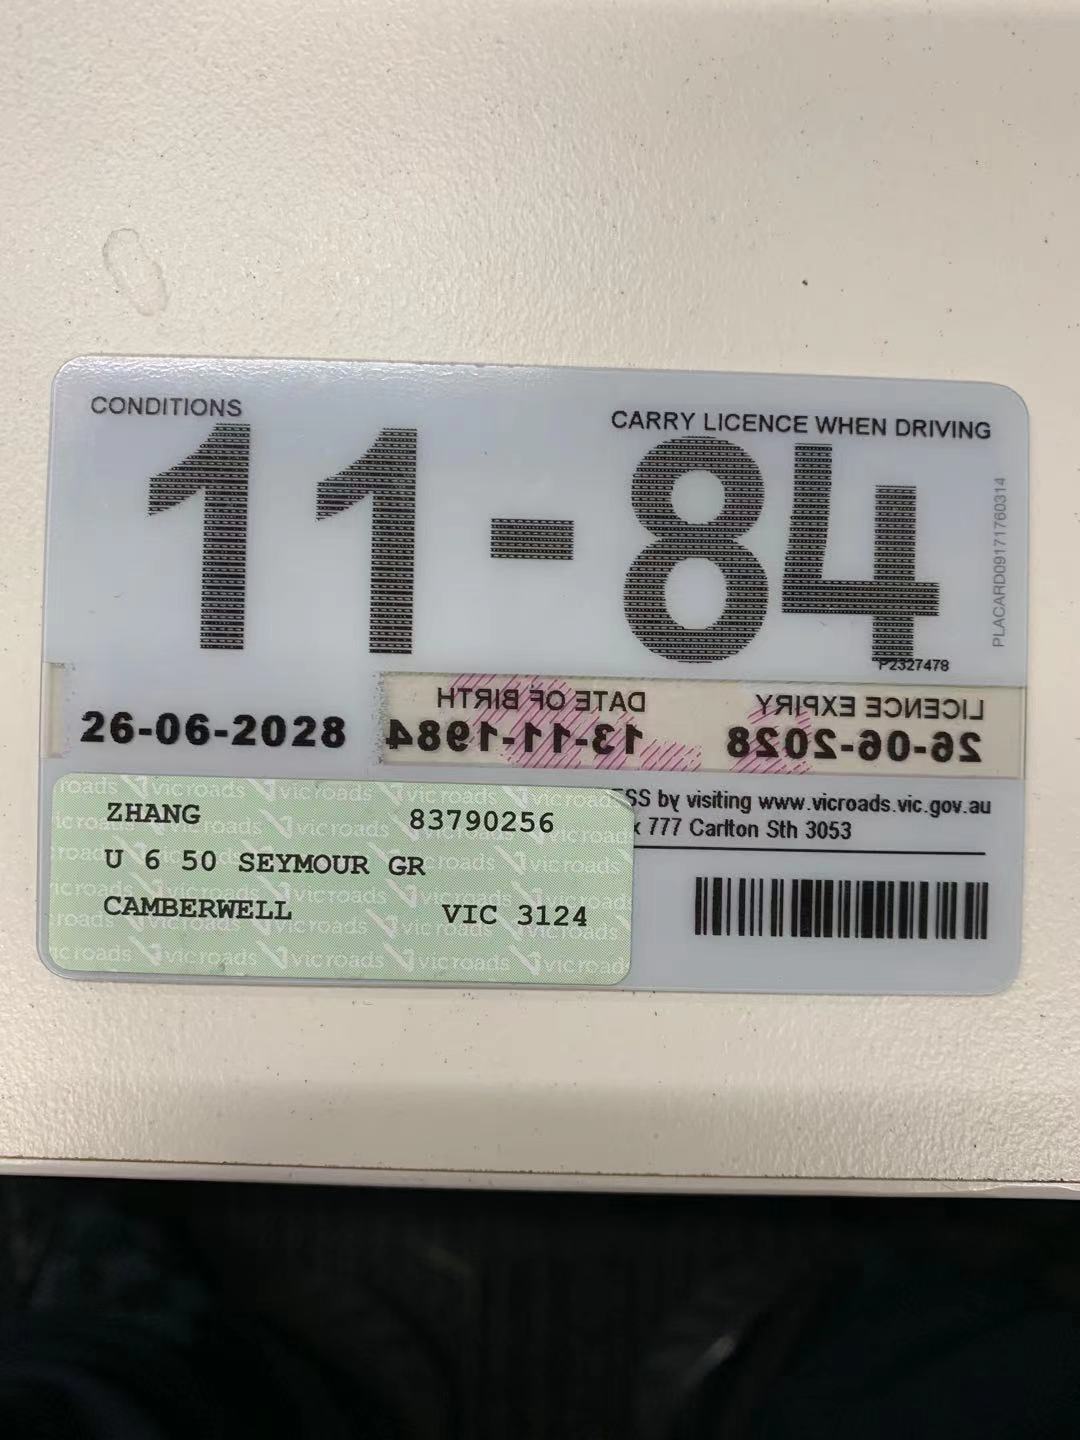 CONDITIONS
CARRY LICENCE WHEN DRIVING
11-84
PLACARD09171760314
P2327478
DATE OF BIRTH
LICENCE EXPIRY
26-06-2028
13-11-1984
26-06-2028
ESS by visiting www.vicroads.vic.gov.au
x 777 Carlton Sth 3053
ZHANG 83790256
U 6 50 SEYMOUR GR
CAMBERWELL VIC 3124
vicroads